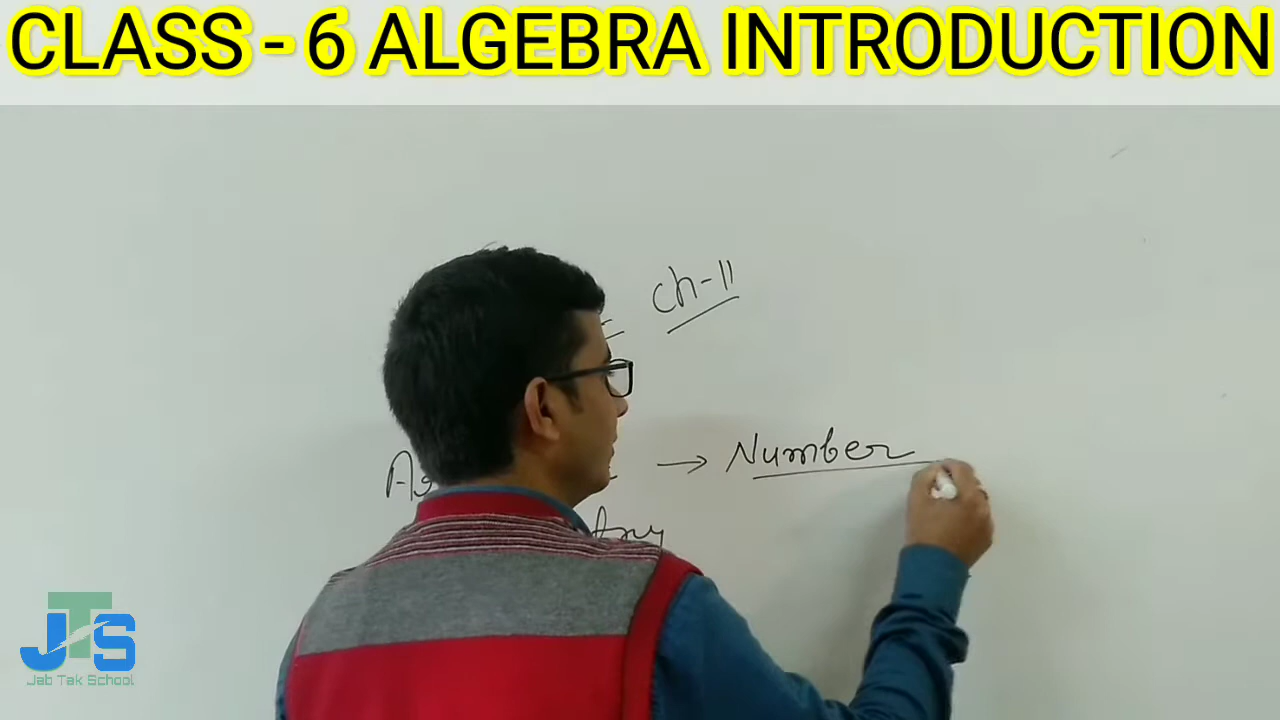 CLASS - 6 ALGEBRA INTRODUCTION
Ch-11
→ Number
JTS
Jab Tak School